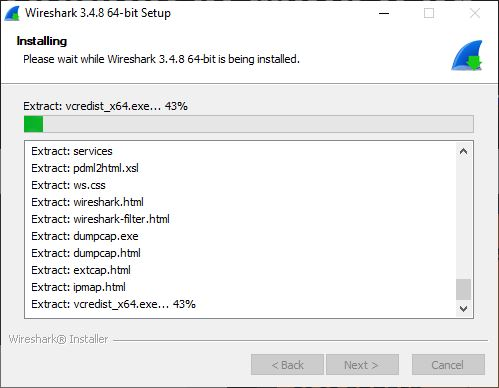 Wireshark 3.4.8 64-bit Setup
Installing
Please wait while Wireshark 3.4.8 64-bit is being installed.
Extract: vcredist_x64.exe... 43%
Extract: services
Extract: pdml2html.xsl
Extract: ws.css
Extract: wireshark.html
Extract: wireshark-filter.html
Extract: dumpcap.exe
Extract: dumpcap.html
Extract: extcap.html
Extract: ipmap.html
Extract: vcredist_x64.exe... 43%
Wireshark® Installer
< Back Next > Cancel